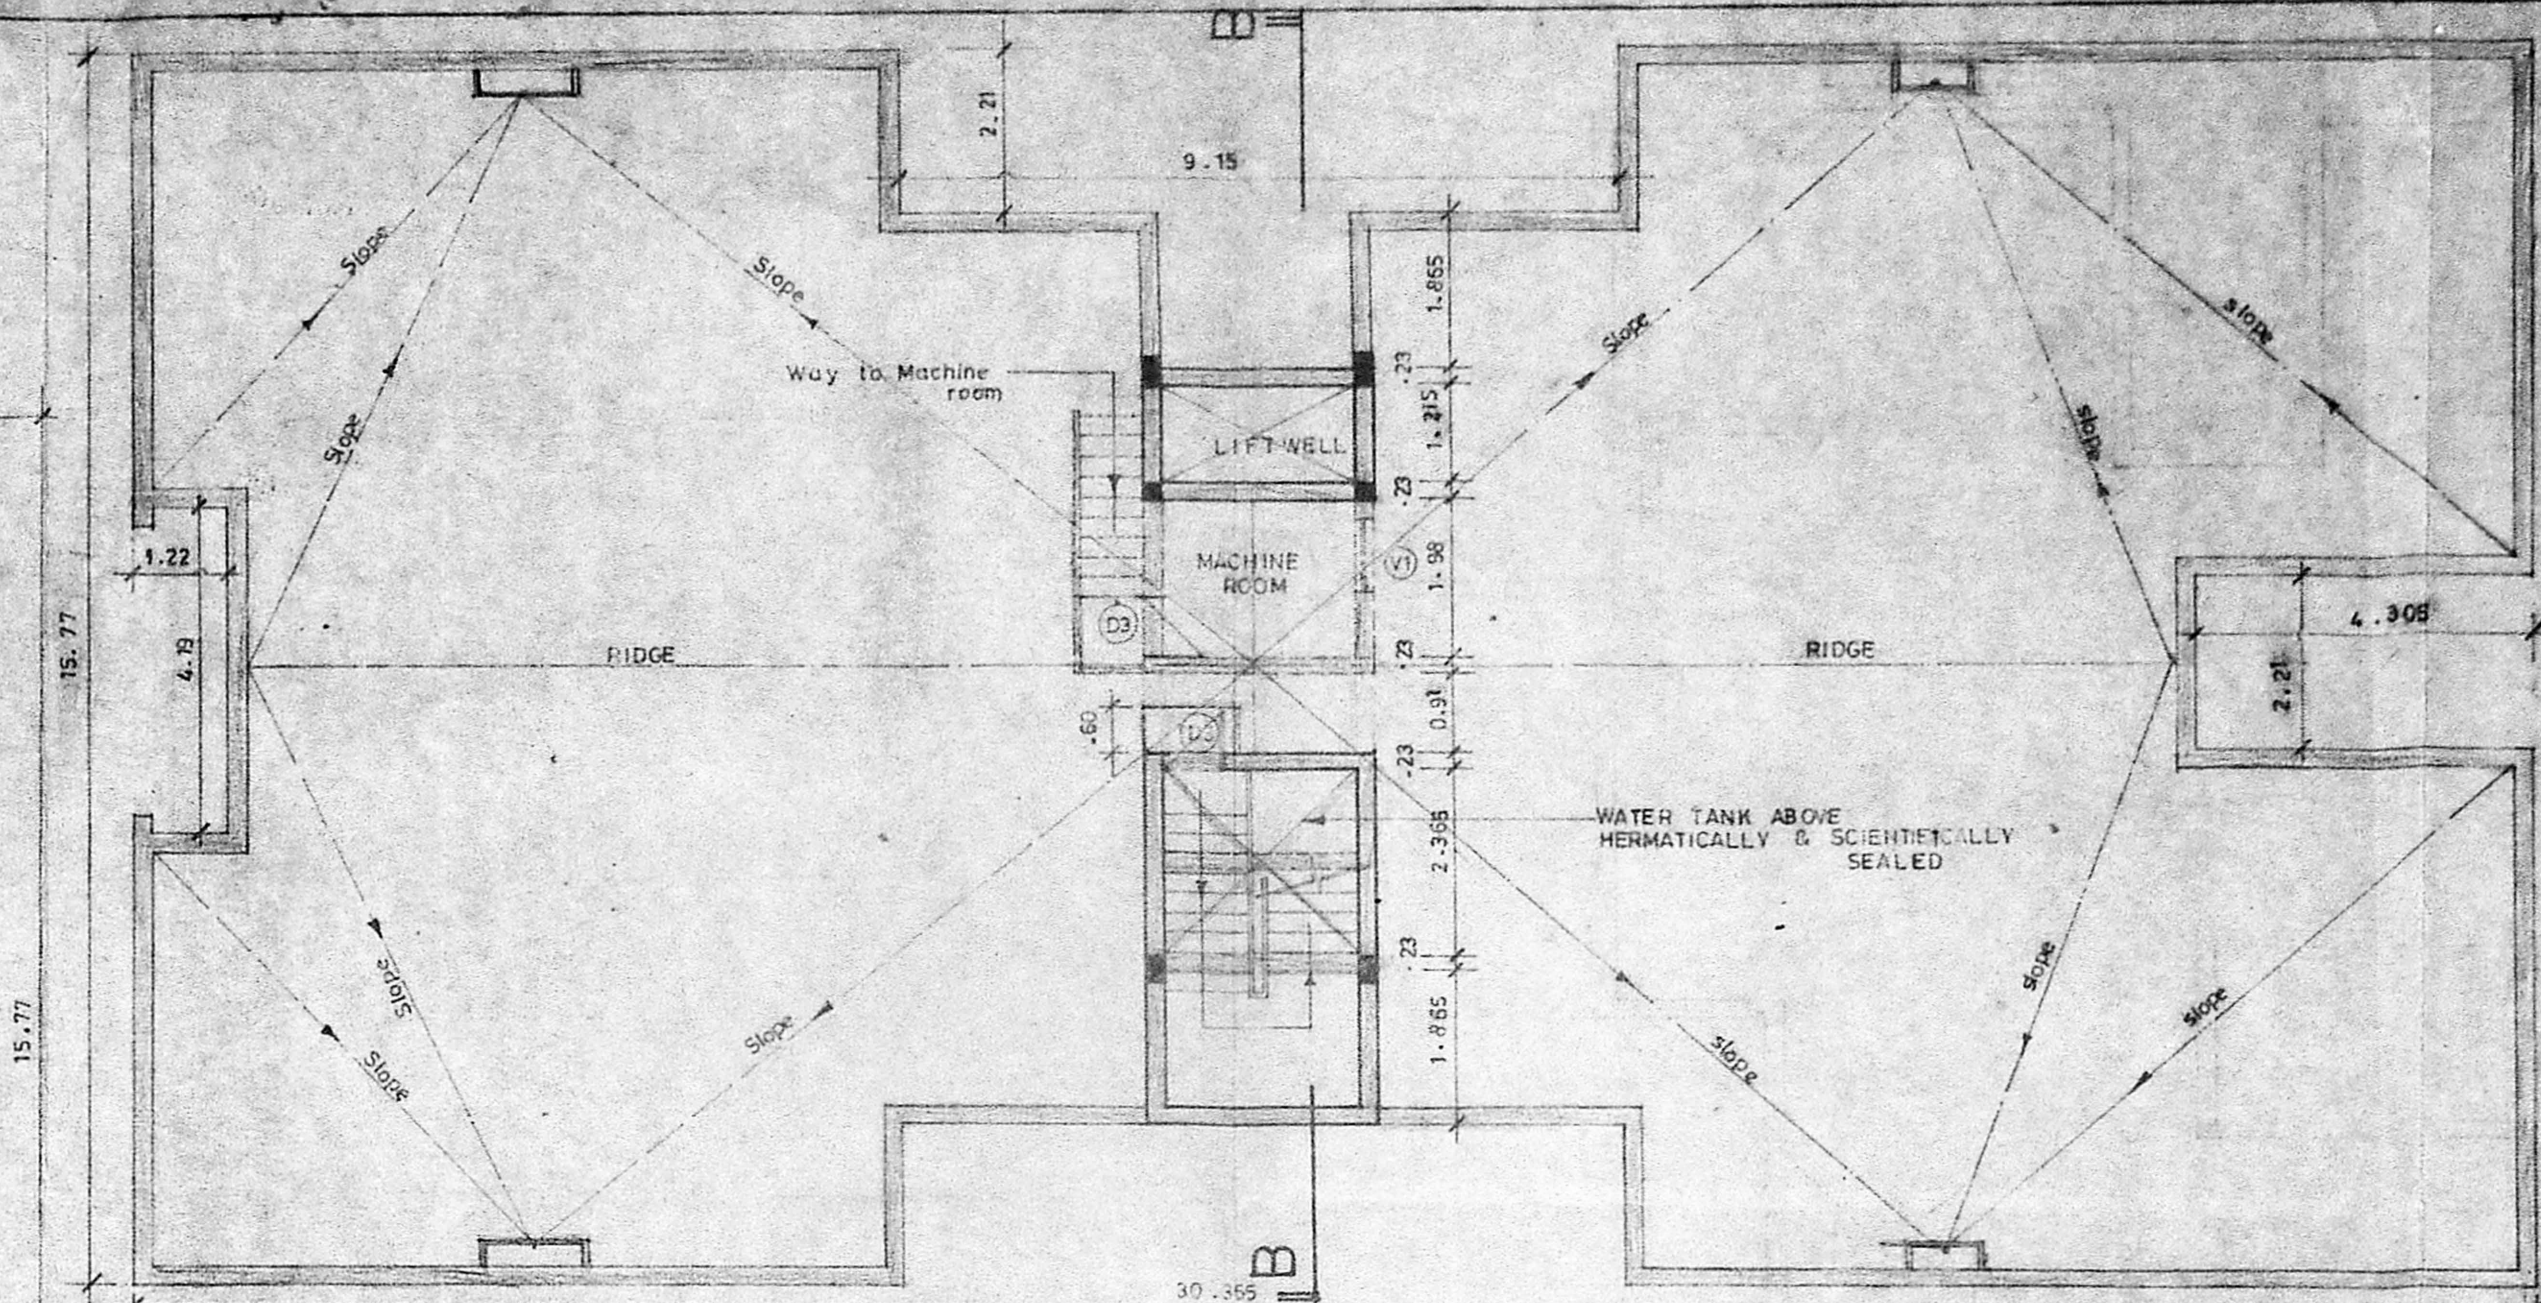 B
2.21
9.15
Slope
Slope
1.865
Slope
slope
Way to Machine
room
.23
1.215
LIFT WELL
Slope
slope
.23
1.22
MACHINE
ROOM
V1
1.98
4.305
D3
15.77
4.19
RIDGE
.23
RIDGE
2.21
0.91
.60
D3
.23
WATER TANK ABOVE
HERMATICALLY & SCIENTIFICALLY
SEALED
2.365
.23
Slope
slope
slope
15.77
Slope
1.865
slope
Slope
B
30.365